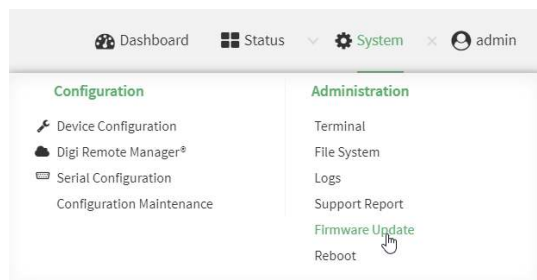 Dashboard Status System admin
Configuration
Device Configuration
Digi Remote Manager®
Serial Configuration
Configuration Maintenance
Administration
Terminal
File System
Logs
Support Report
Firmware Update
Reboot